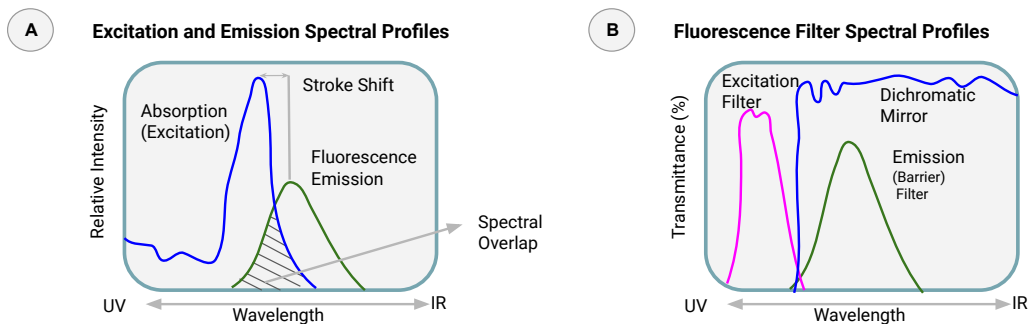 A
Excitation and Emission Spectral Profiles
Stroke Shift
Absorption
(Excitation)
Fluorescence
Emission
Relative Intensity
Spectral
Overlap
UV
IR
Wavelength
B
Fluorescence Filter Spectral Profiles
Excitation
Filter
Dichromatic
Mirror
Emission
(Barrier)
Filter
Transmittance (%)
UV
IR
Wavelength